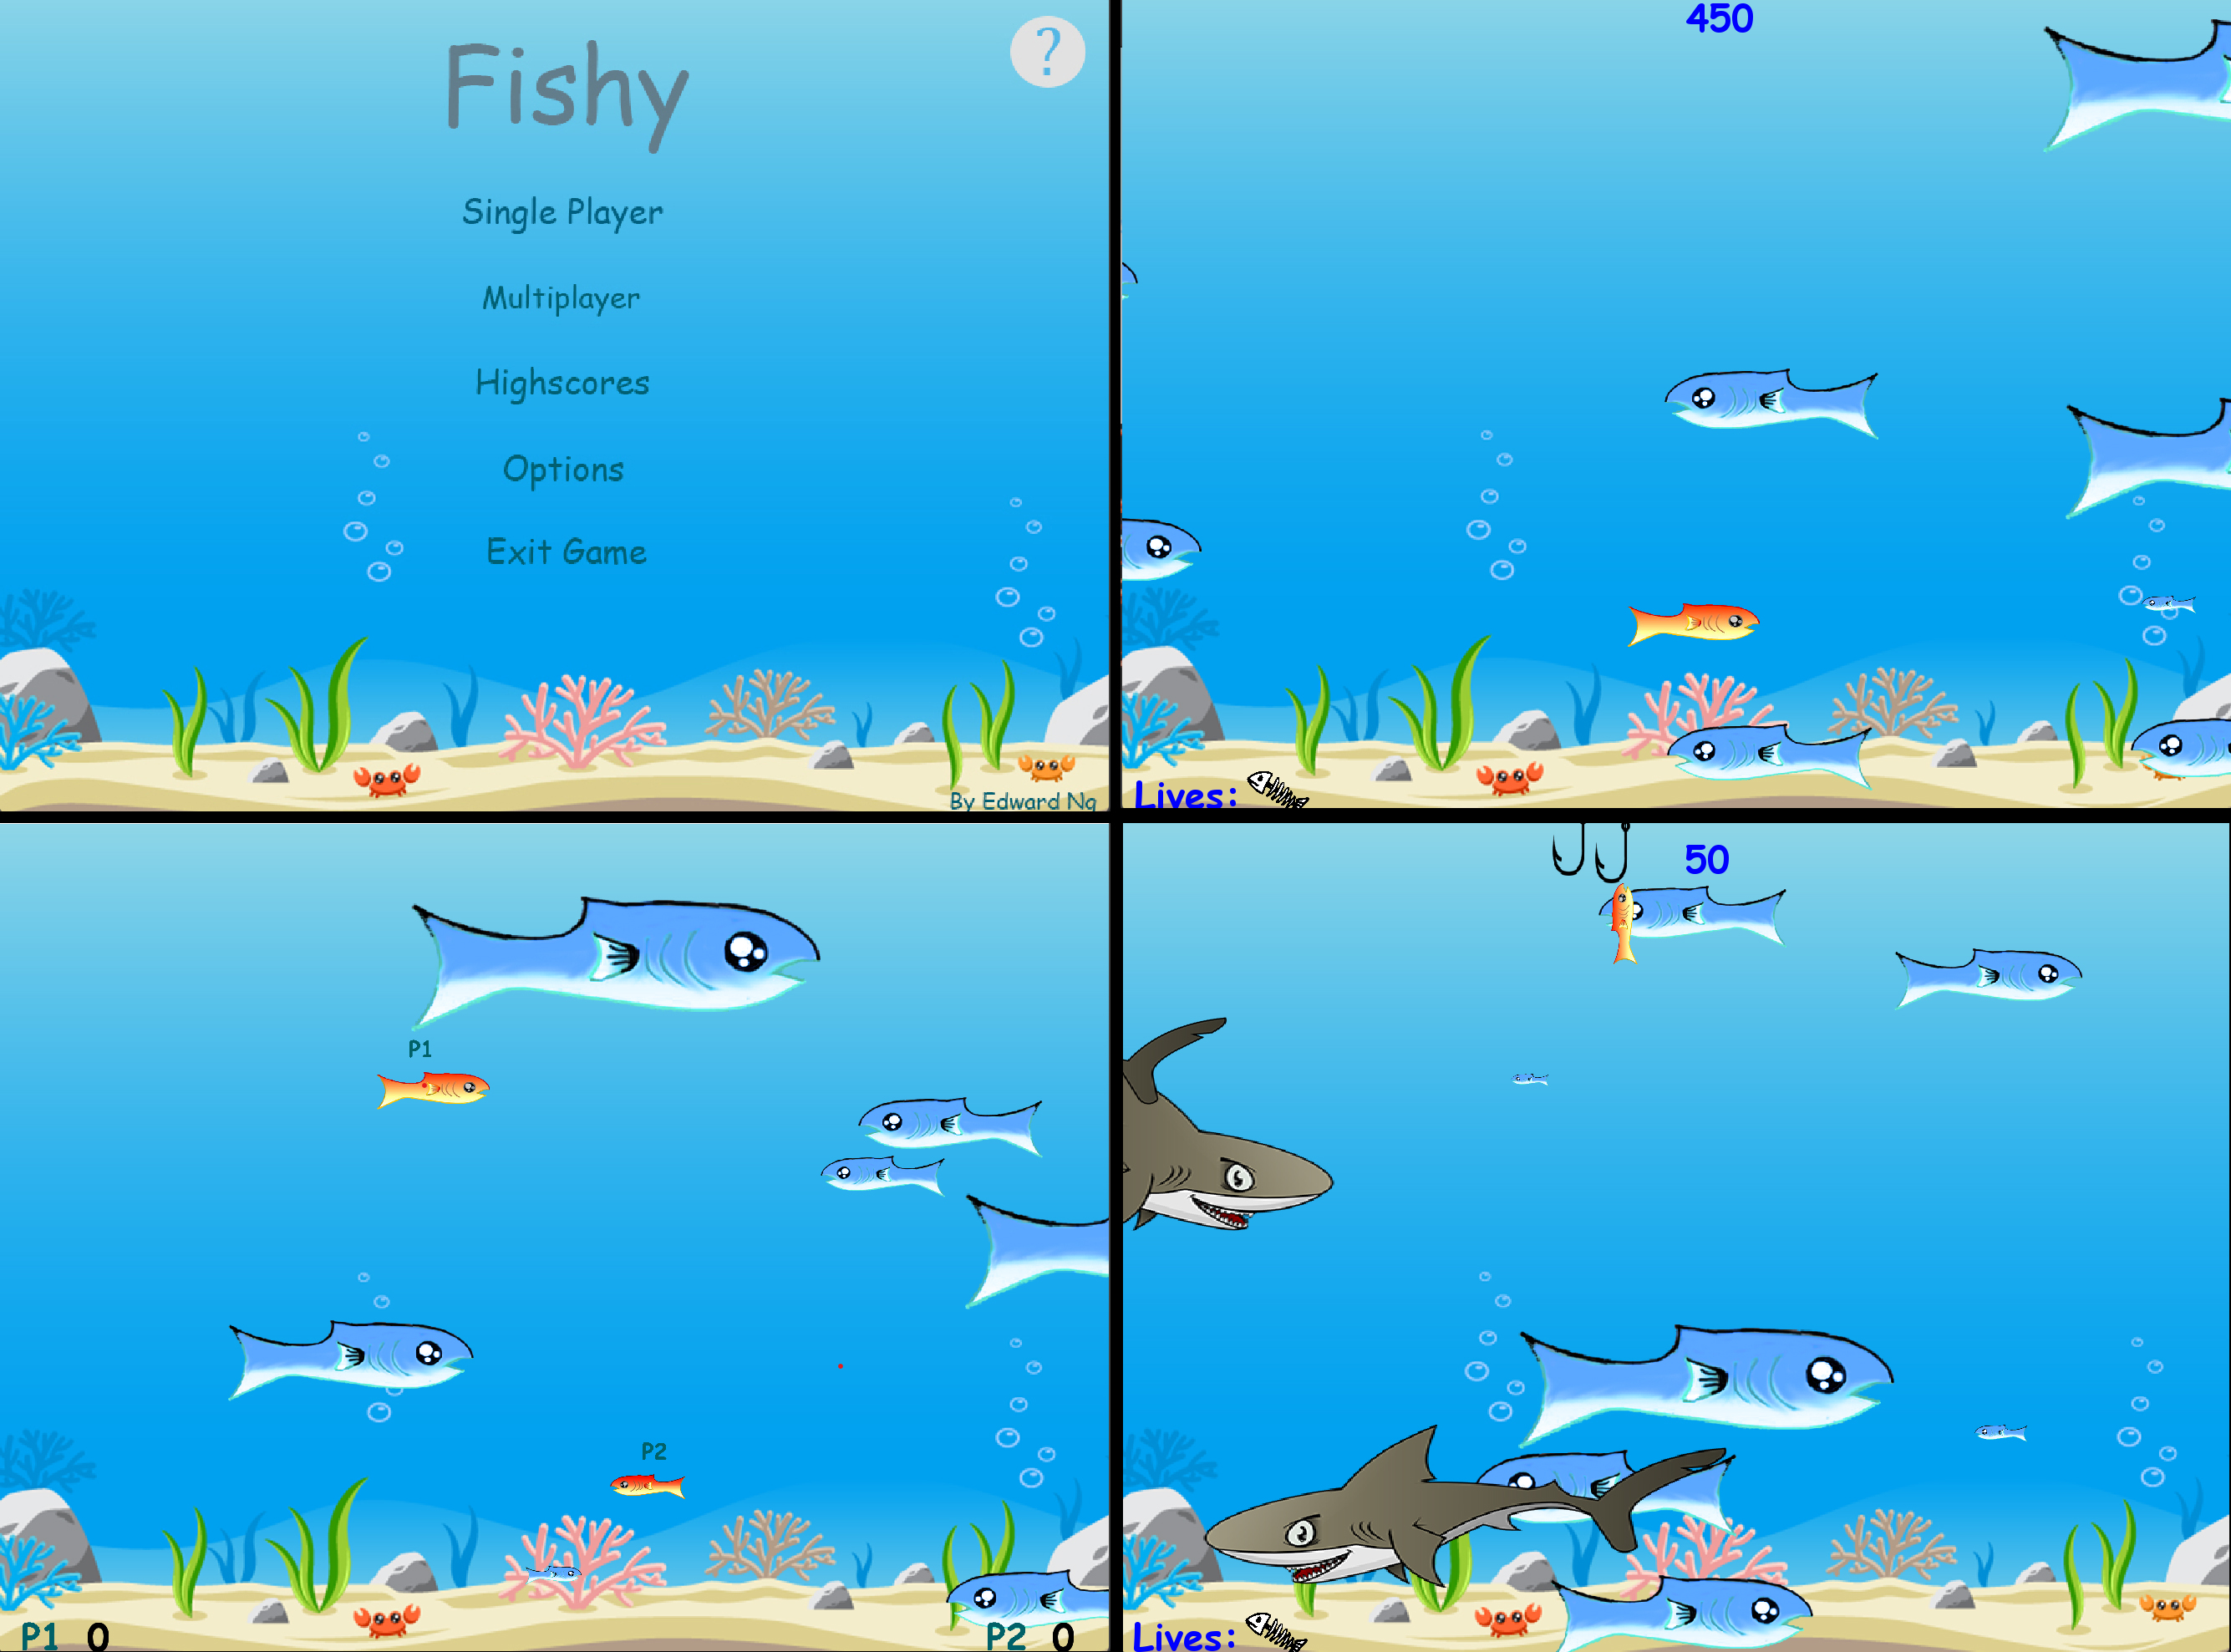 Fishy
?
Single Player
Multiplayer
Highscores
Options
Exit Game
By Edward Ng
450
Lives:
P1
P2
P1 0
P2 0
50
Lives: